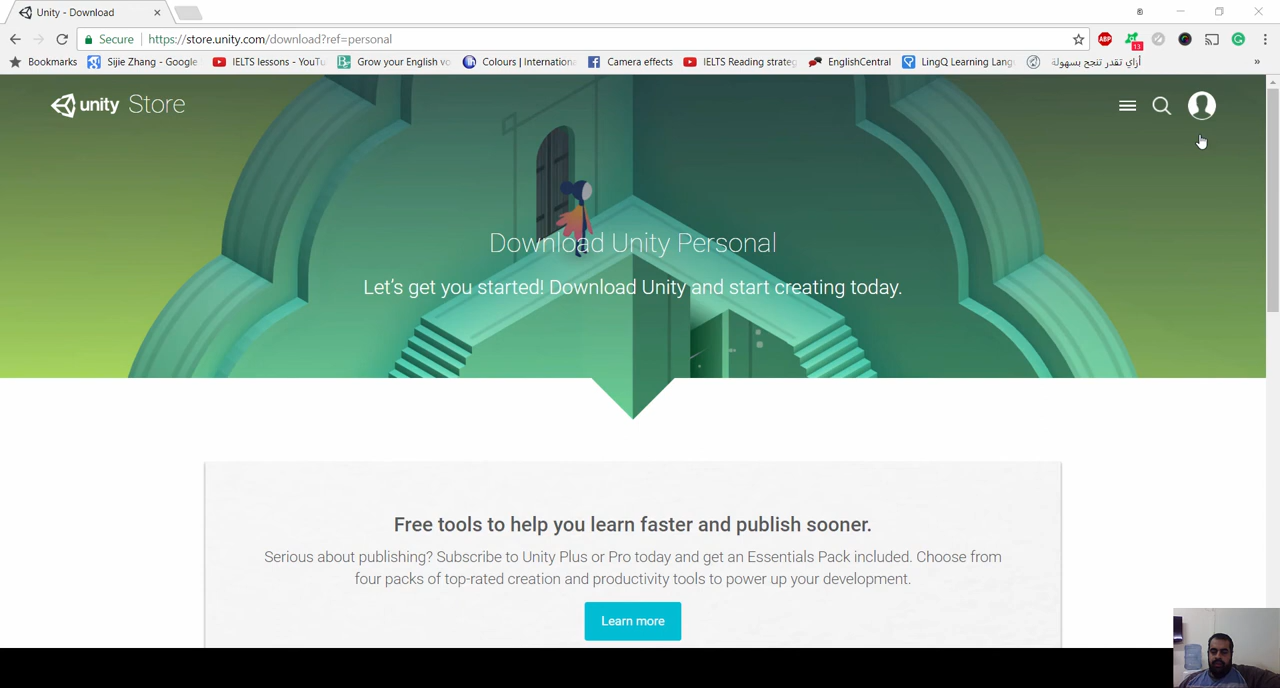 Unity - Download
Secure https://store.unity.com/download?ref=personal
ABP
13
Bookmarks Sijie Zhang - Google IELTS lessons - YouTu Grow your English vo Colours | Internationa Camera effects IELTS Reading strateg EnglishCentral LingQ Learning Lang أزاي تقدر تنجح بسهولة »
unity Store
Download Unity Personal
Let's get you started! Download Unity and start creating today.
Free tools to help you learn faster and publish sooner.
Serious about publishing? Subscribe to Unity Plus or Pro today and get an Essentials Pack included. Choose from
four packs of top-rated creation and productivity tools to power up your development.
Learn more